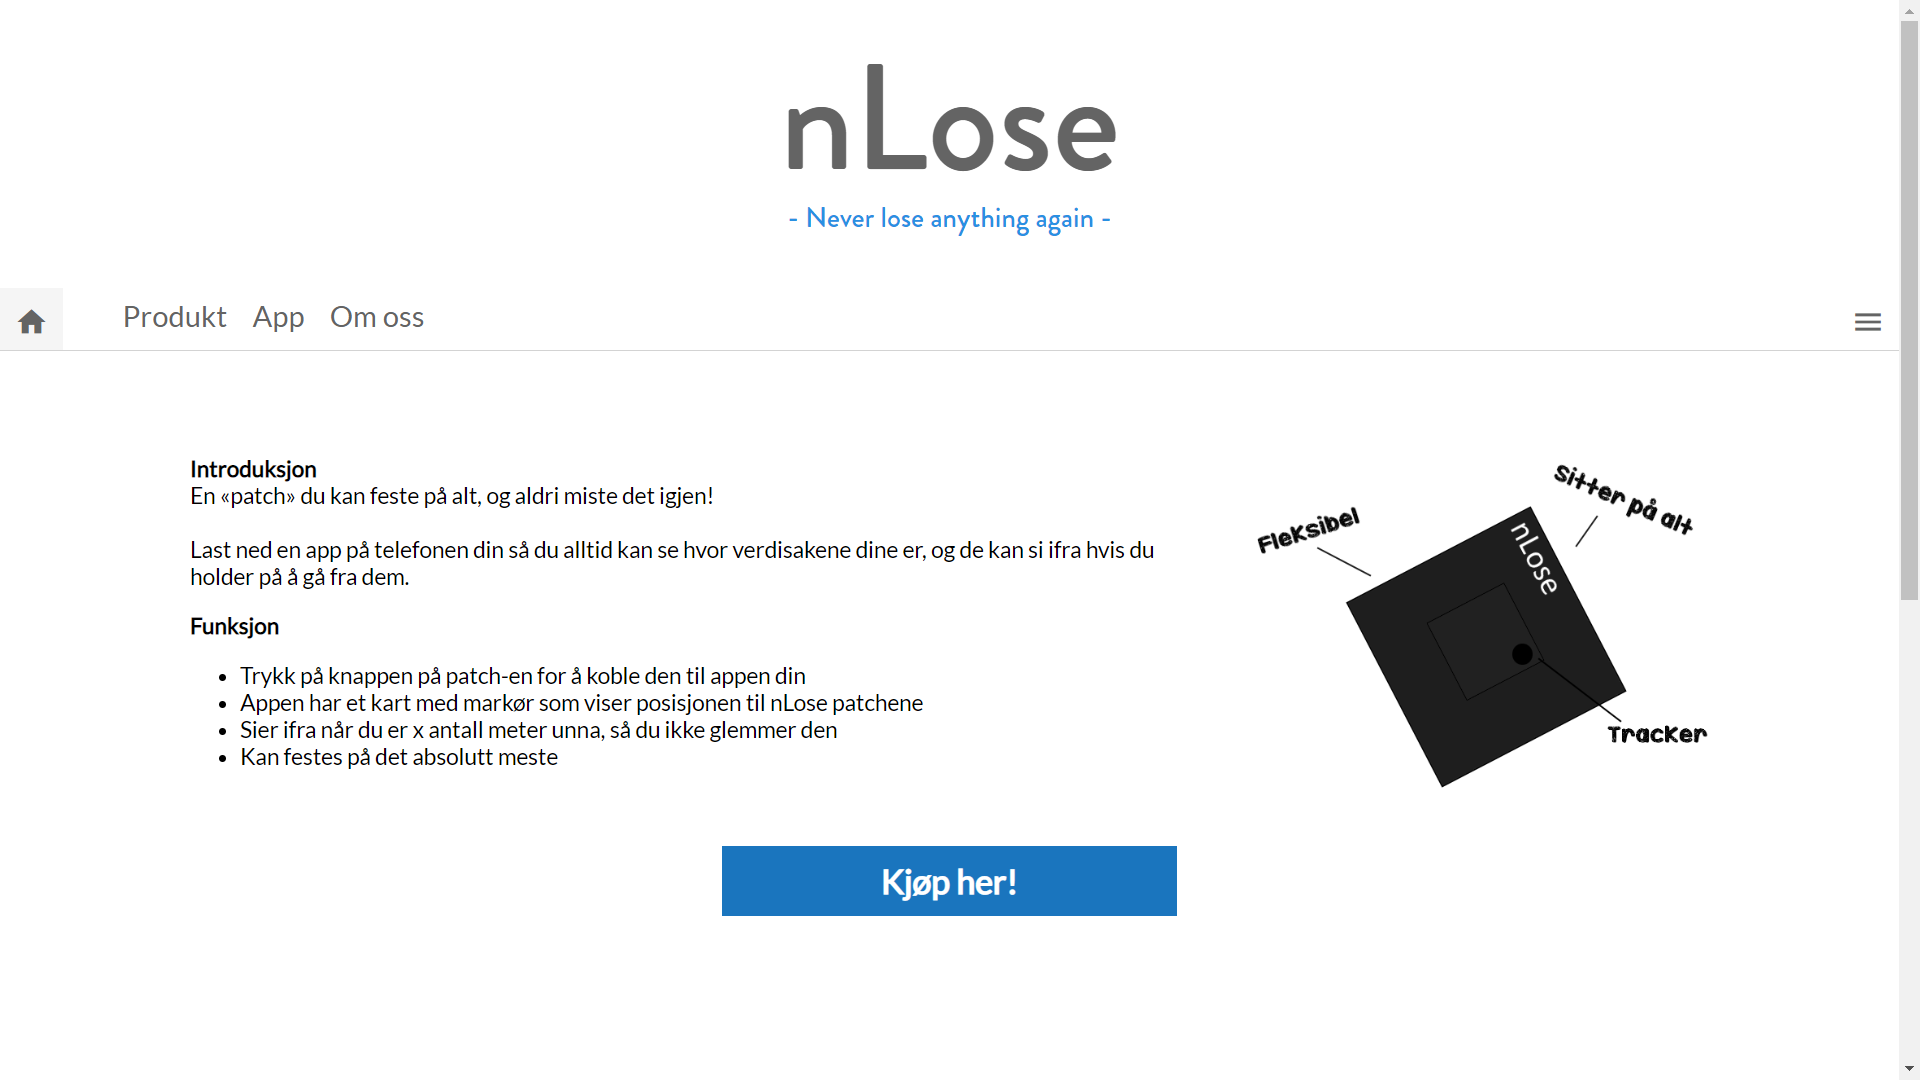 nLose
- Never lose anything again -
Produkt App Om oss
Introduksjon
En «patch» du kan feste på alt, og aldri miste det igjen!
Last ned en app på telefonen din så du alltid kan se hvor verdisakene dine er, og de kan si ifra hvis du
holder på å gå fra dem.
Funksjon
• Trykk på knappen på patch-en for å koble den til appen din
• Appen har et kart med markør som viser posisjonen til nLose patchene
• Sier ifra når du er x antall meter unna, så du ikke glemmer den
• Kan festes på det absolutt meste
Fleksibel
Sitter på alt
nLose
Tracker
Kjøp her!